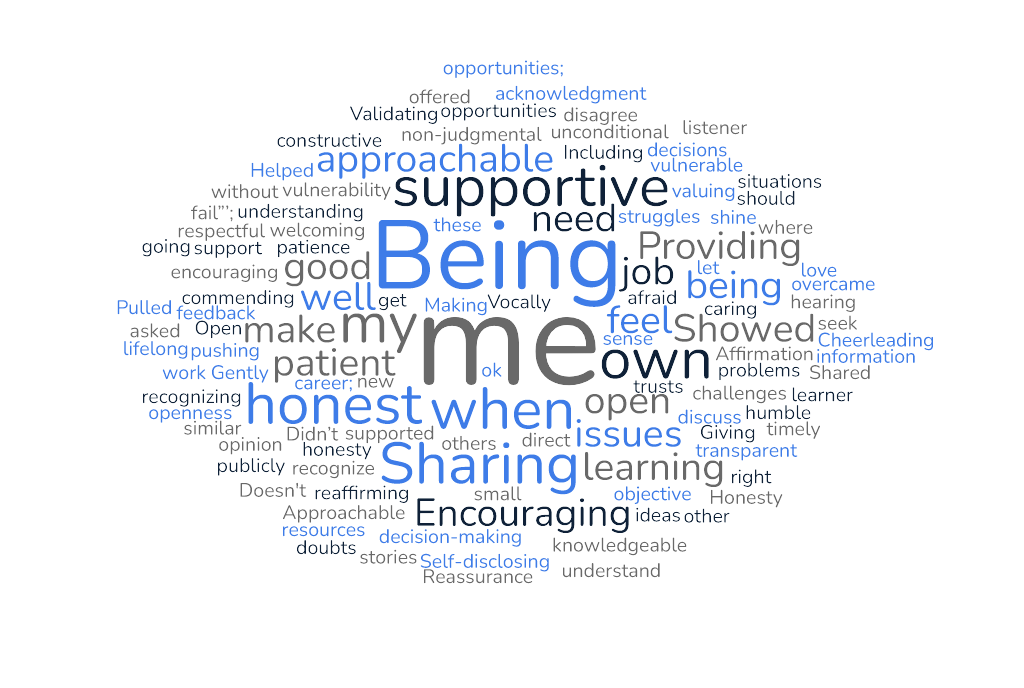 opportunities;
offered acknowledgment
Validating opportunities disagree
constructive non-judgmental unconditional listener
Helped approachable Including decisions
vulnerable
without vulnerability supportive valuing situations
should
fail”’; understanding need struggles shine
respectful welcoming these where
going support patience Being Providing
encouraging good job let love
being overcame
commending well get Making Vocally afraid caring hearing
Pulled feedback
asked Open make my me feel Showed seek
sense Cheerleading
lifelong pushing patient own Affirmation information
work Gently ok problems Shared
career; new trusts
recognizing honest when open challenges learner
openness discuss humble
similar Didn’t supported others direct issues Giving timely
opinion honesty transparent
publicly recognize Sharing learning right
Doesn't reaffirming small objective Honesty
Approachable Encouraging ideas other
resources decision-making
doubts knowledgeable
stories Self-disclosing
Reassurance understand